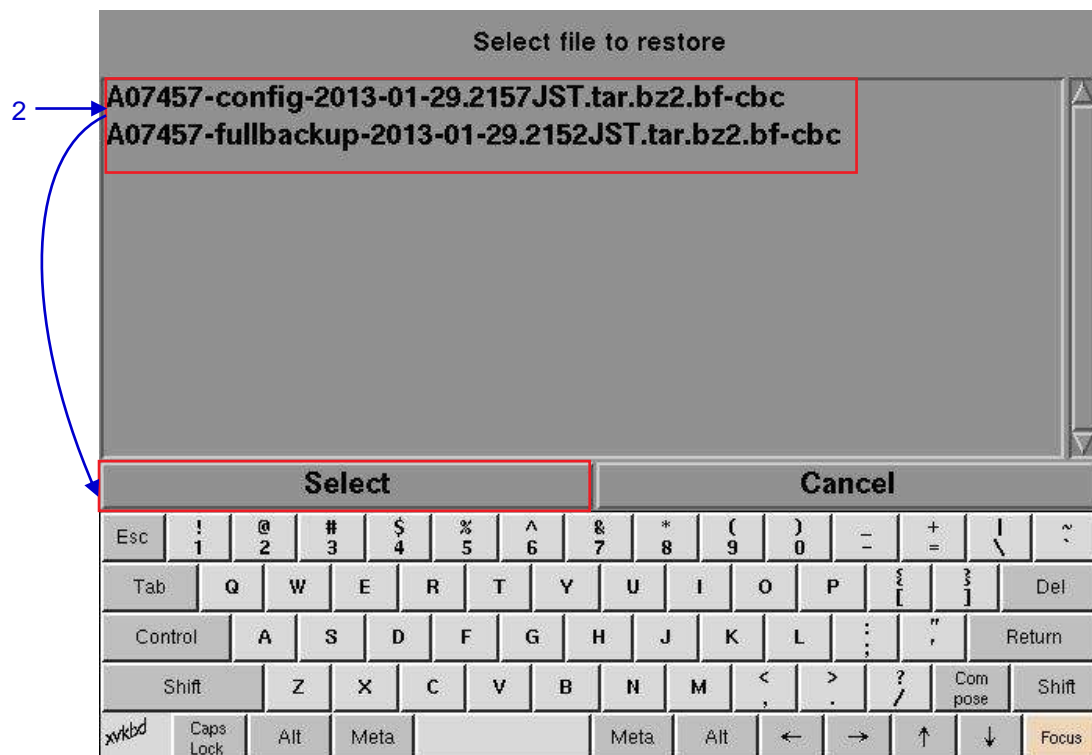 Select file to restore
2
A07457-config-2013-01-29.2157JST.tar.bz2.bf-cbc
A07457-fullbackup-2013-01-29.2152JST.tar.bz2.bf-cbc
Select Cancel
Esc ! 1 @ 2 # 3 $ 4 % 5 ^ 6 & 7 * 8 ( 9 ) 0 _ - + = | \ ~ `
Tab Q W E R T Y U I O P { [ } ] Del
Control A S D F G H J K L : ; " ' Return
Shift Z X C V B N M < , > . ? / Com pose Shift
xvkbd Caps Lock Alt Meta Meta Alt ← → ↑ ↓ Focus